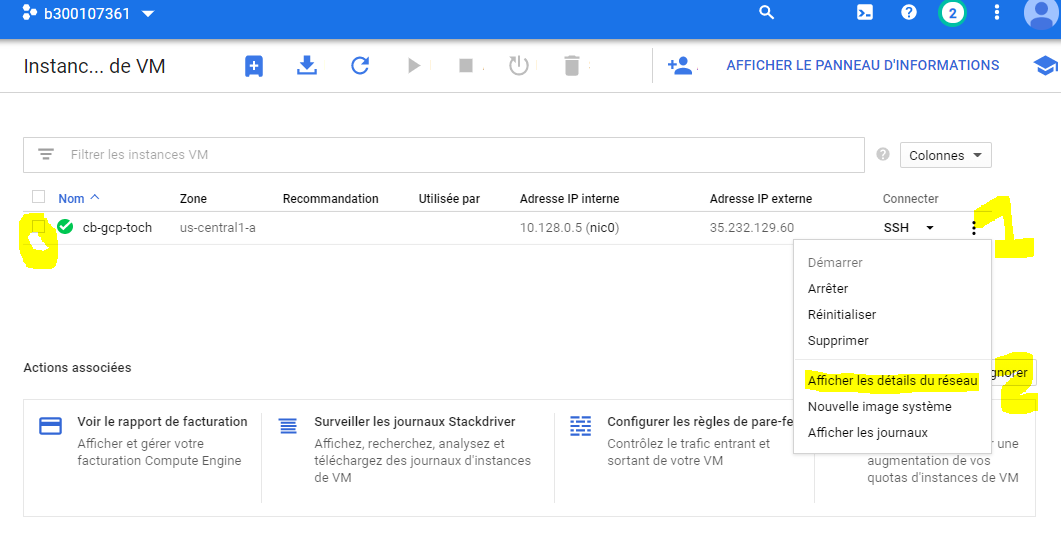 b300107361
2
Instanc... de VM
AFFICHER LE PANNEAU D'INFORMATIONS
Filtrer les instances VM
Colonnes
Nom Zone Recommandation Utilisée par Adresse IP interne Adresse IP externe Connecter
0 cb-gcp-toch us-central1-a 10.128.0.5 (nic0) 35.232.129.60 SSH 1
Démarrer
Arrêter
Réinitialiser
Supprimer
Afficher les détails du réseau 2
Nouvelle image système
Afficher les journaux
Actions associées
gnorer
Voir le rapport de facturation
Afficher et gérer votre
facturation Compute Engine
Surveiller les journaux Stackdriver
Affichez, recherchez, analysez et
téléchargez des journaux d'instances
de VM
Configurer les règles de pare-fe
Contrôlez le trafic entrant et
sortant de votre VM
une
augmentation de vos
quotas d'instances de VM